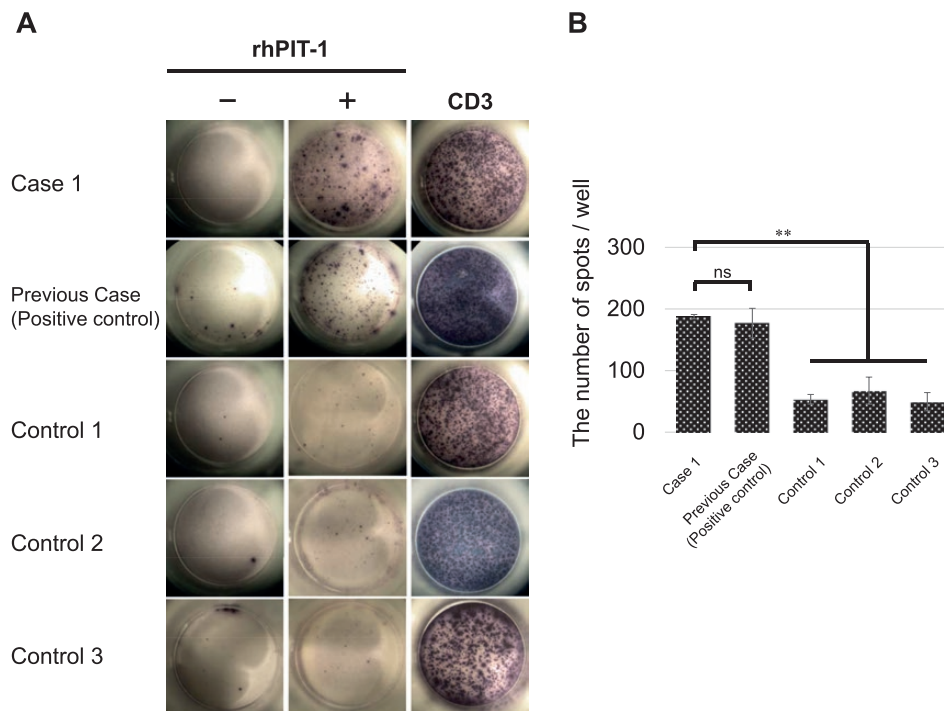 A
rhPIT-1
− + CD3
Case 1
Previous Case
(Positive control)
Control 1
Control 2
Control 3
B
The number of spots / well
300
200
100
0
**
ns
Case 1
Previous Case
(Positive control)
Control 1
Control 2
Control 3